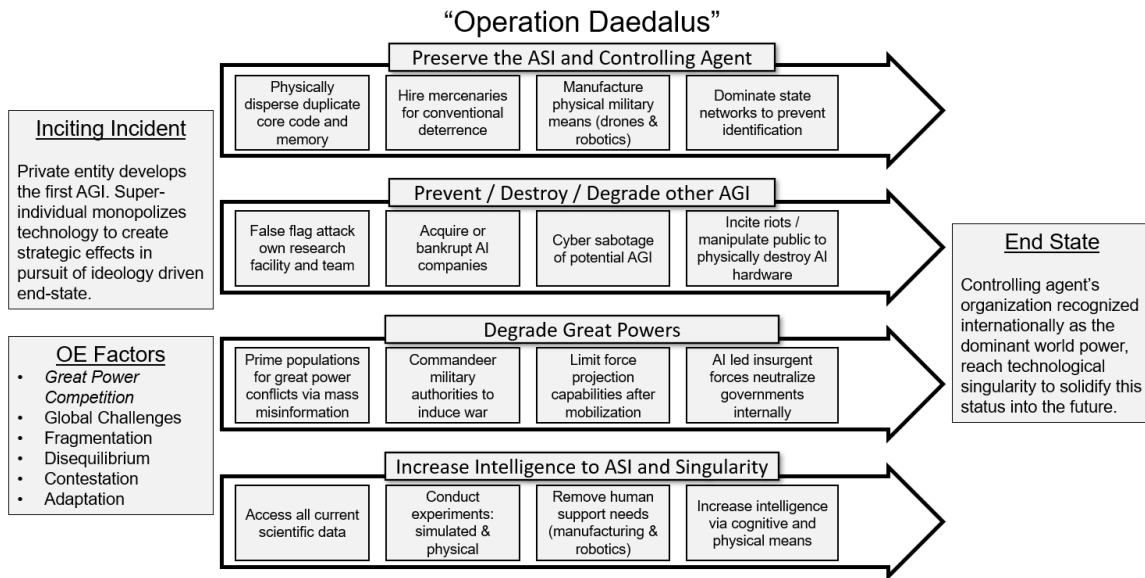 “Operation Daedalus”
Inciting Incident
Private entity develops
the first AGI. Super-
individual monopolizes
technology to create
strategic effects in
pursuit of ideology driven
end-state.
OE Factors
• Great Power
Competition
• Global Challenges
• Fragmentation
• Disequilibrium
• Contestation
• Adaptation
Preserve the ASI and Controlling Agent
Physically
disperse duplicate
core code and
memory
Hire mercenaries
for conventional
deterrence
Manufacture
physical military
means (drones &
robotics)
Dominate state
networks to prevent
identification
Prevent / Destroy / Degrade other AGI
False flag attack
own research
facility and team
Acquire or
bankrupt AI
companies
Cyber sabotage
of potential AGI
Incite riots /
manipulate public to
physically destroy AI
hardware
Degrade Great Powers
Prime populations
for great power
conflicts via mass
misinformation
Commandeer
military
authorities to
induce war
Limit force
projection
capabilities after
mobilization
AI led insurgent
forces neutralize
governments
internally
Increase Intelligence to ASI and Singularity
Access all current
scientific data
Conduct
experiments:
simulated &
physical
Remove human
support needs
(manufacturing &
robotics)
Increase intelligence
via cognitive and
physical means
End State
Controlling agent’s
organization recognized
internationally as the
dominant world power,
reach technological
singularity to solidify this
status into the future.